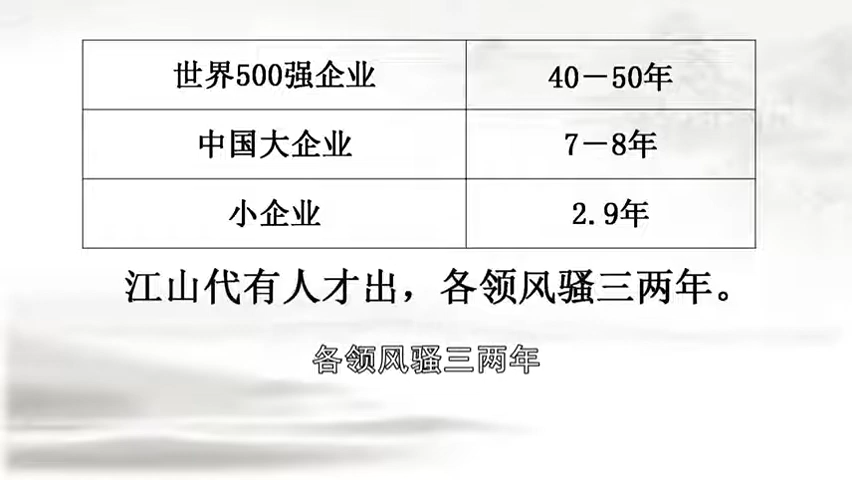 世界500强企业 40－50年
中国大企业 7－8年
小企业 2.9年
江山代有人才出，各领风骚三两年。
各领风骚三两年